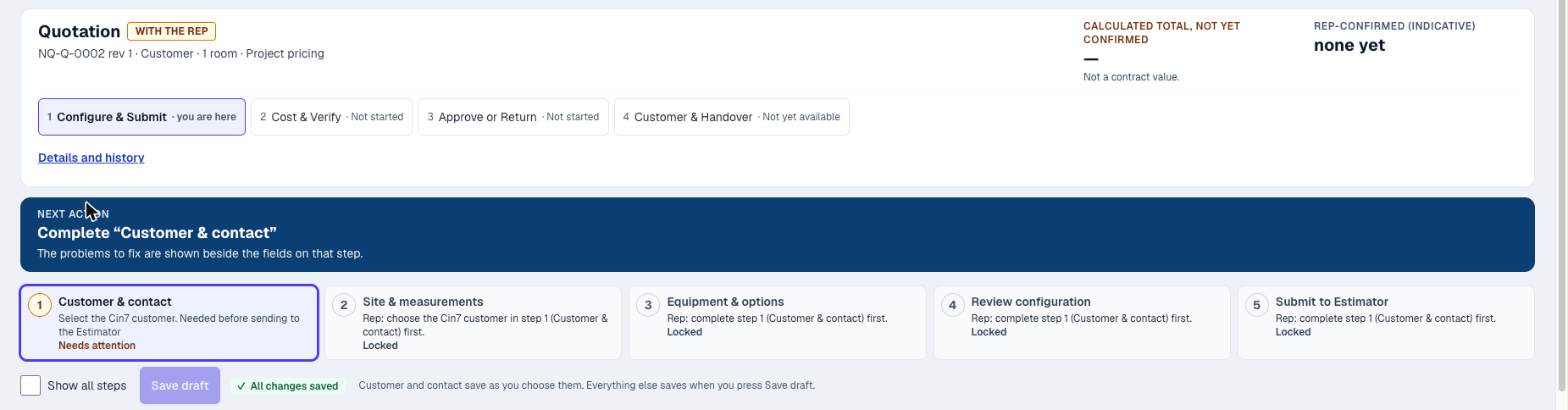 Quotation WITH THE REP
NQ-Q-0002 rev 1 · Customer · 1 room · Project pricing
CALCULATED TOTAL, NOT YET
CONFIRMED
—
Not a contract value.
REP-CONFIRMED (INDICATIVE)
none yet
1 Configure & Submit · you are here
2 Cost & Verify · Not started
3 Approve or Return · Not started
4 Customer & Handover · Not yet available
Details and history
NEXT ACTION
Complete “Customer & contact”
The problems to fix are shown beside the fields on that step.
1 Customer & contact
Select the Cin7 customer. Needed before sending to
the Estimator
Needs attention
2 Site & measurements
Rep: choose the Cin7 customer in step 1 (Customer &
contact) first.
Locked
3 Equipment & options
Rep: complete step 1 (Customer & contact) first.
Locked
4 Review configuration
Rep: complete step 1 (Customer & contact) first.
Locked
5 Submit to Estimator
Rep: complete step 1 (Customer & contact) first.
Locked
Show all steps
Save draft
✓ All changes saved
Customer and contact save as you choose them. Everything else saves when you press Save draft.